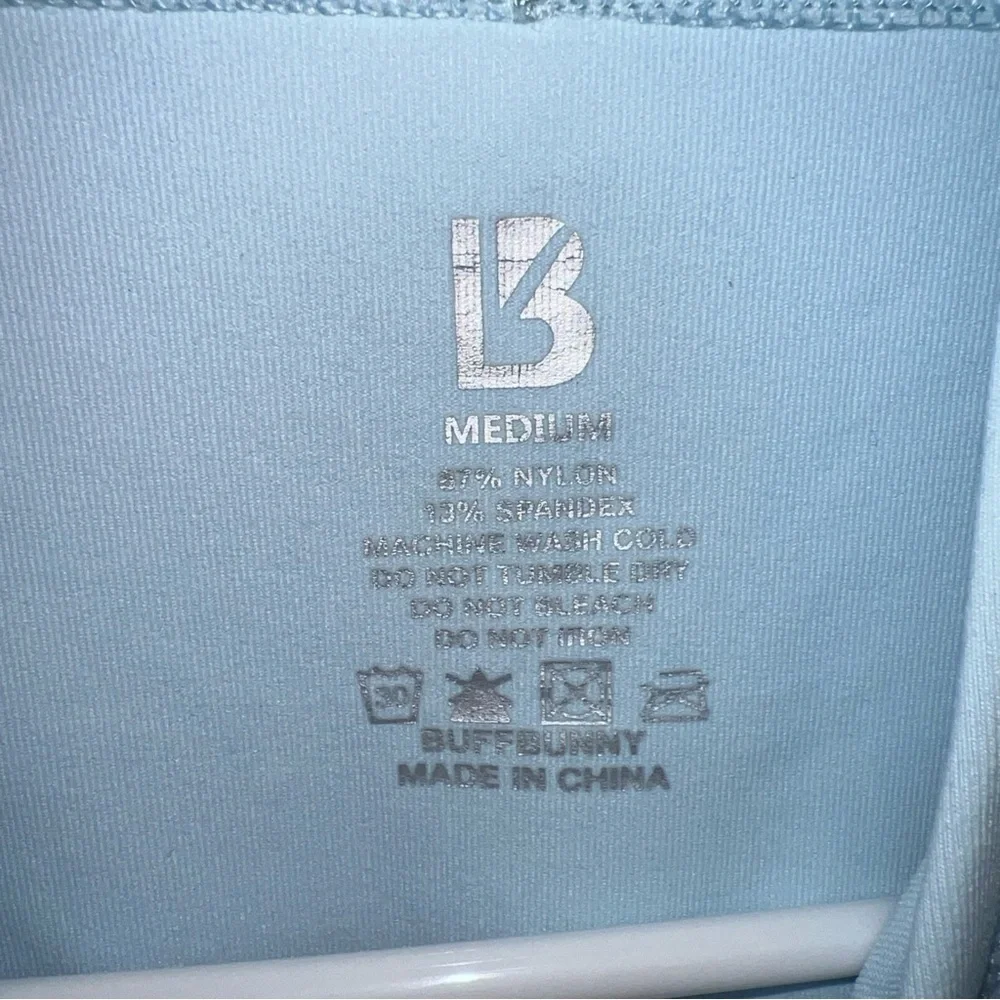 B
MEDIUM
87% NYLON
13% SPANDEX
MACHINE WASH COLD
DO NOT TUMBLE DRY
DO NOT BLEACH
DO NOT IRON
30
BUFFBUNNY
MADE IN CHINA